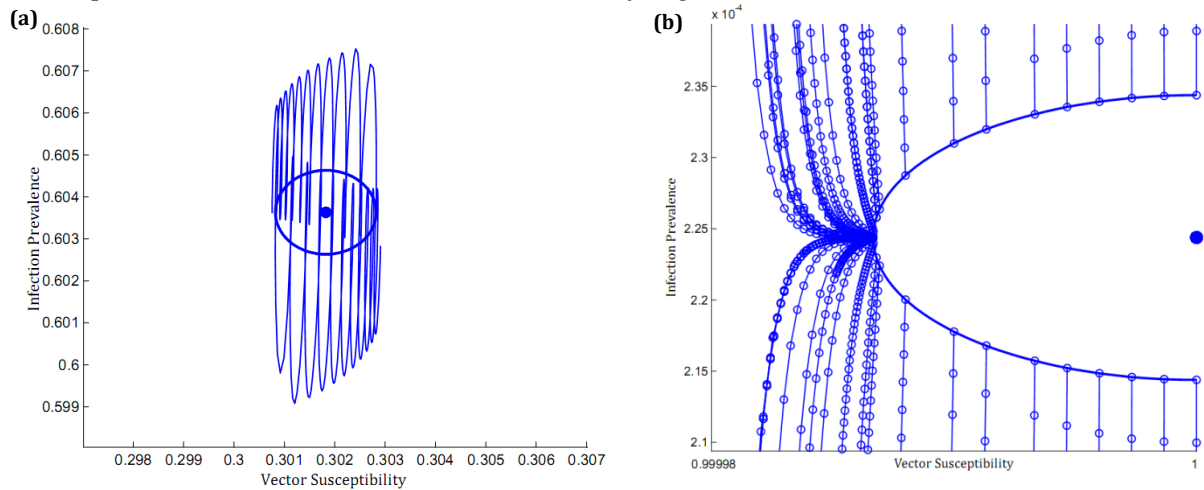 (a)
0.608
0.607
0.606
0.605
0.604
0.603
0.602
0.601
0.6
0.599
Infection Prevalence
0.298 0.299 0.3 0.301 0.302 0.303 0.304 0.305 0.306 0.307
Vector Susceptibility
(b)
x 10⁻⁴
2.35
2.3
2.25
2.2
2.15
2.1
Infection Prevalence
0.99998 1
Vector Susceptibility